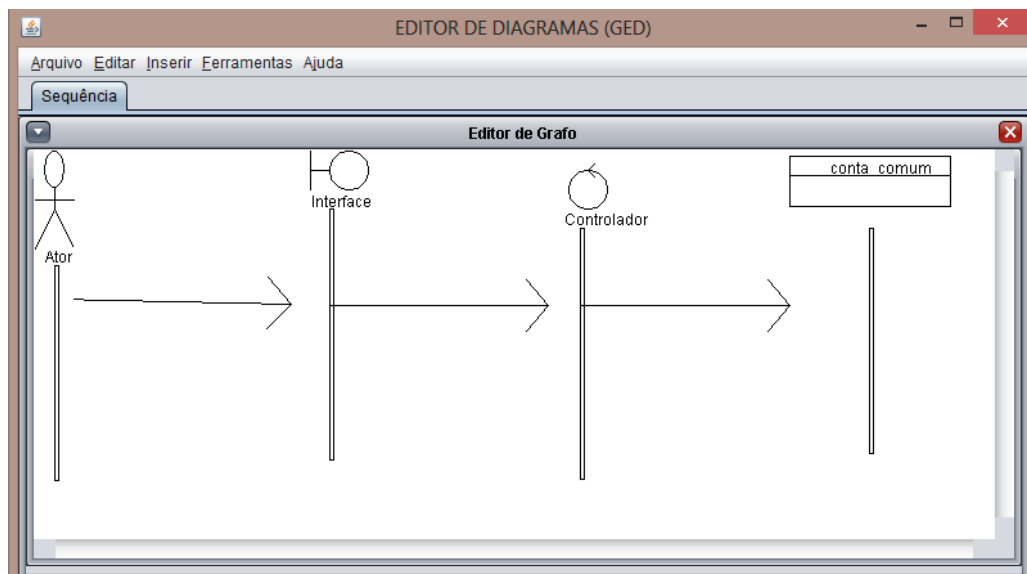 EDITOR DE DIAGRAMAS (GED)
Arquivo Editar Inserir Ferramentas Ajuda
Sequência
Editor de Grafo
conta_comum
Interface
Controlador
Ator